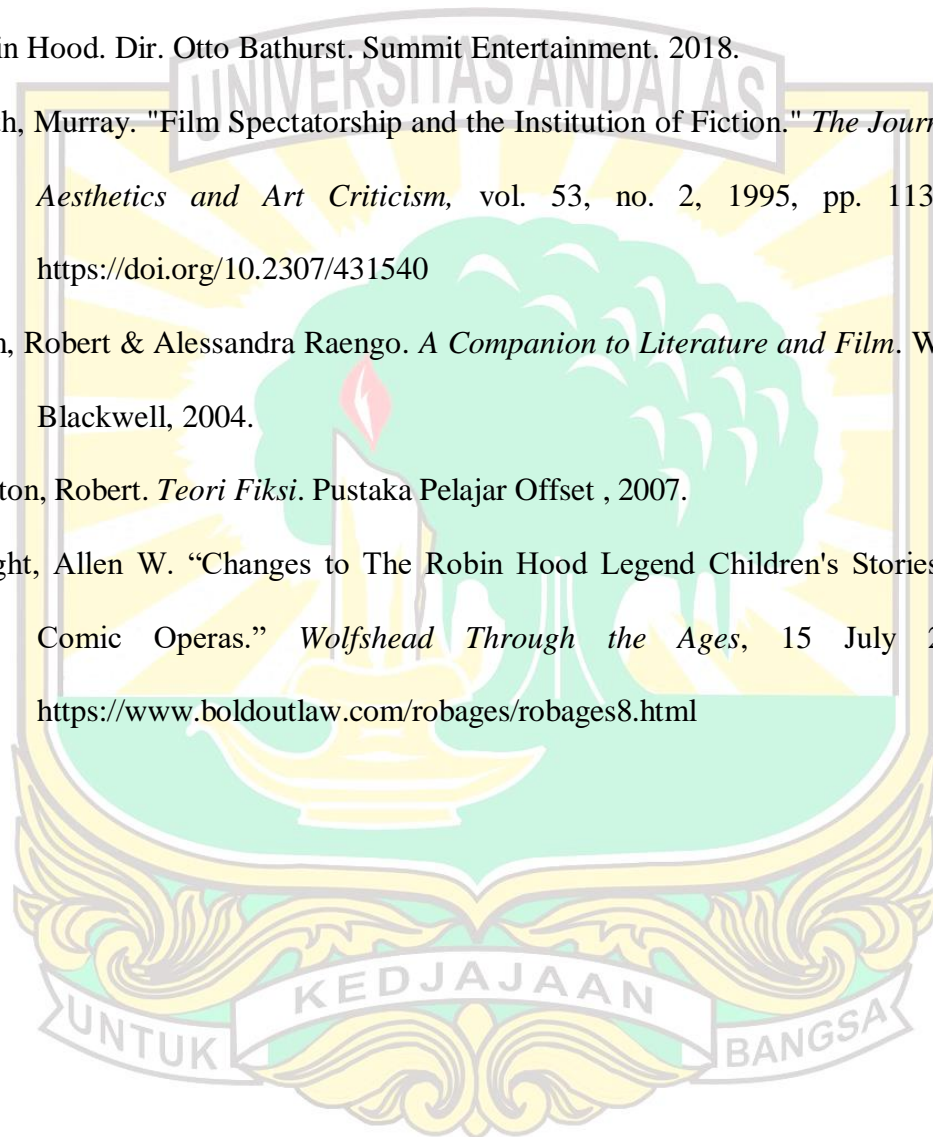 in Hood. Dir. Otto Bathurst. Summit Entertainment. 2018.
UNIVERSITAS ANDALAS
h, Murray. "Film Spectatorship and the Institution of Fiction." The Journ
Aesthetics and Art Criticism, vol. 53, no. 2, 1995, pp. 113
https://doi.org/10.2307/431540
, Robert & Alessandra Raengo. A Companion to Literature and Film. W
Blackwell, 2004.
ton, Robert. Teori Fiksi. Pustaka Pelajar Offset , 2007.
ght, Allen W. “Changes to The Robin Hood Legend Children's Stories
Comic Operas.” Wolfshead Through the Ages, 15 July 2
https://www.boldoutlaw.com/robages/robages8.html
UNTUK KEDJAJAAN BANGSA